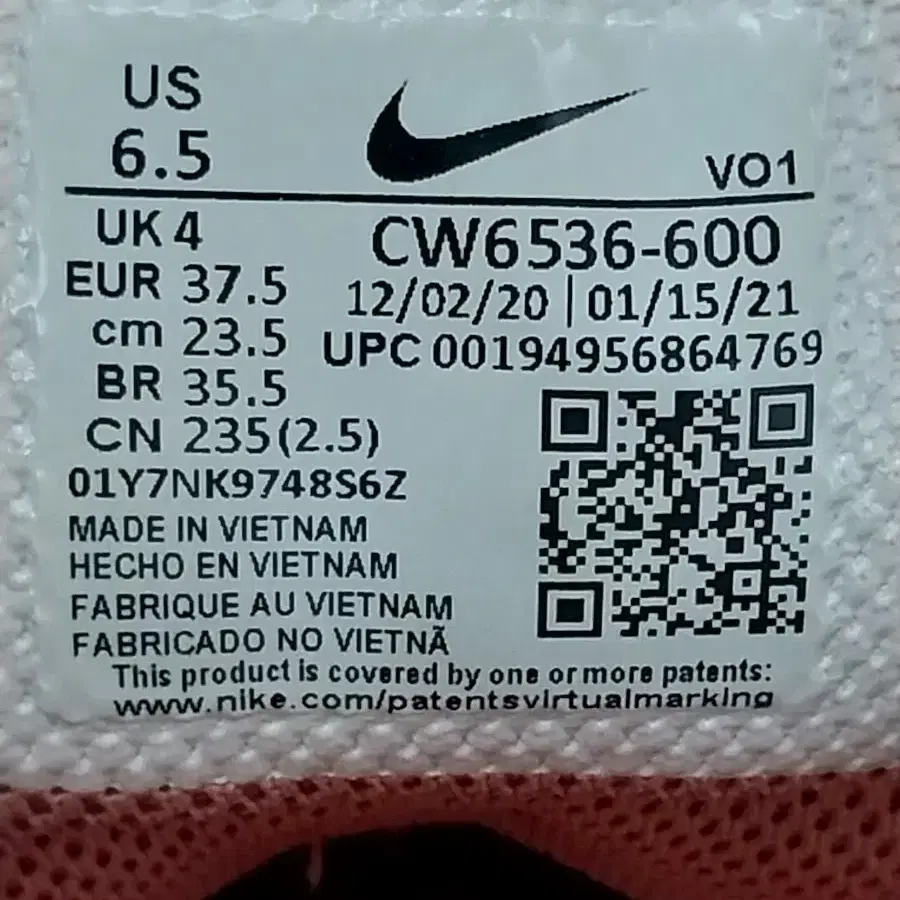 US
6.5
VO1
UK 4
CW6536-600
EUR 37.5
12/02/20 | 01/15/21
cm 23.5
UPC 00194956864769
BR 35.5
CN 235(2.5)
01Y7NK9748S6Z
MADE IN VIETNAM
HECHO EN VIETNAM
FABRIQUE AU VIETNAM
FABRICADO NO VIETNÃ
This product is covered by one or more patents:
www.nike.com/patentsvirtualmarking